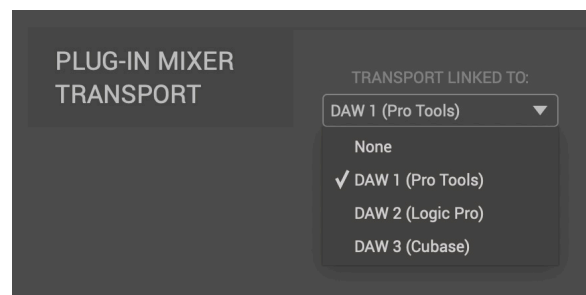 PLUG-IN MIXER
TRANSPORT
TRANSPORT LINKED TO:
DAW 1 (Pro Tools)
None
DAW 1 (Pro Tools)
DAW 2 (Logic Pro)
DAW 3 (Cubase)